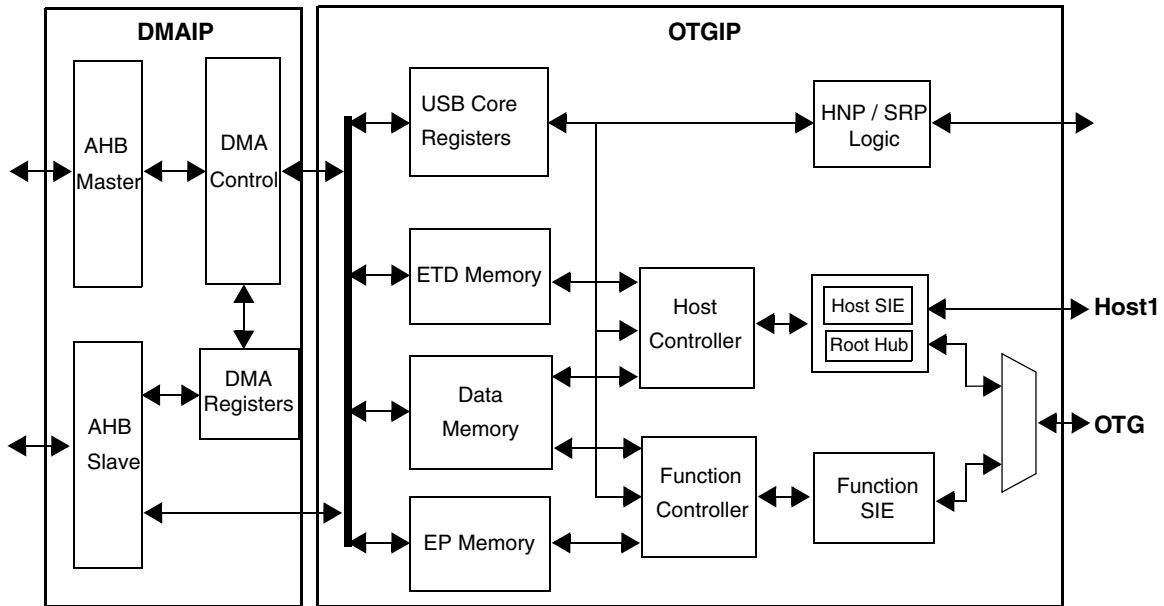 DMAIP
OTGIP
AHB
Master
DMA
Control
USB Core
Registers
HNP / SRP
Logic
ETD Memory
Host
Controller
Host SIE
Root Hub
Host1
DMA
Registers
Data
Memory
AHB
Slave
OTG
Function
Controller
Function
SIE
EP Memory